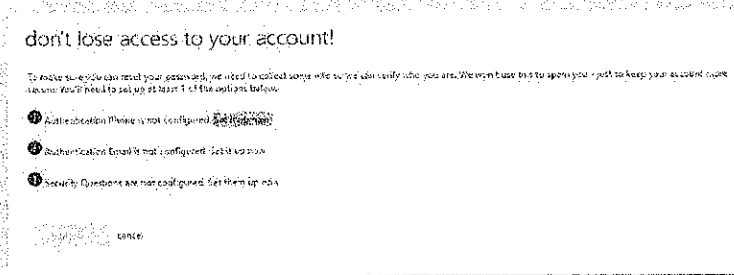 don't lose access to your account!
To make sure you can reset your password, we need to collect some info so we can verify who you are. We won't use this to spam you - just to keep your account more
secure. You'll need to set up at least 1 of the options below.
Authentication Phone is not configured.
Authentication Email is not configured. Set it up now
Security Questions are not configured. Set them up now
cancel